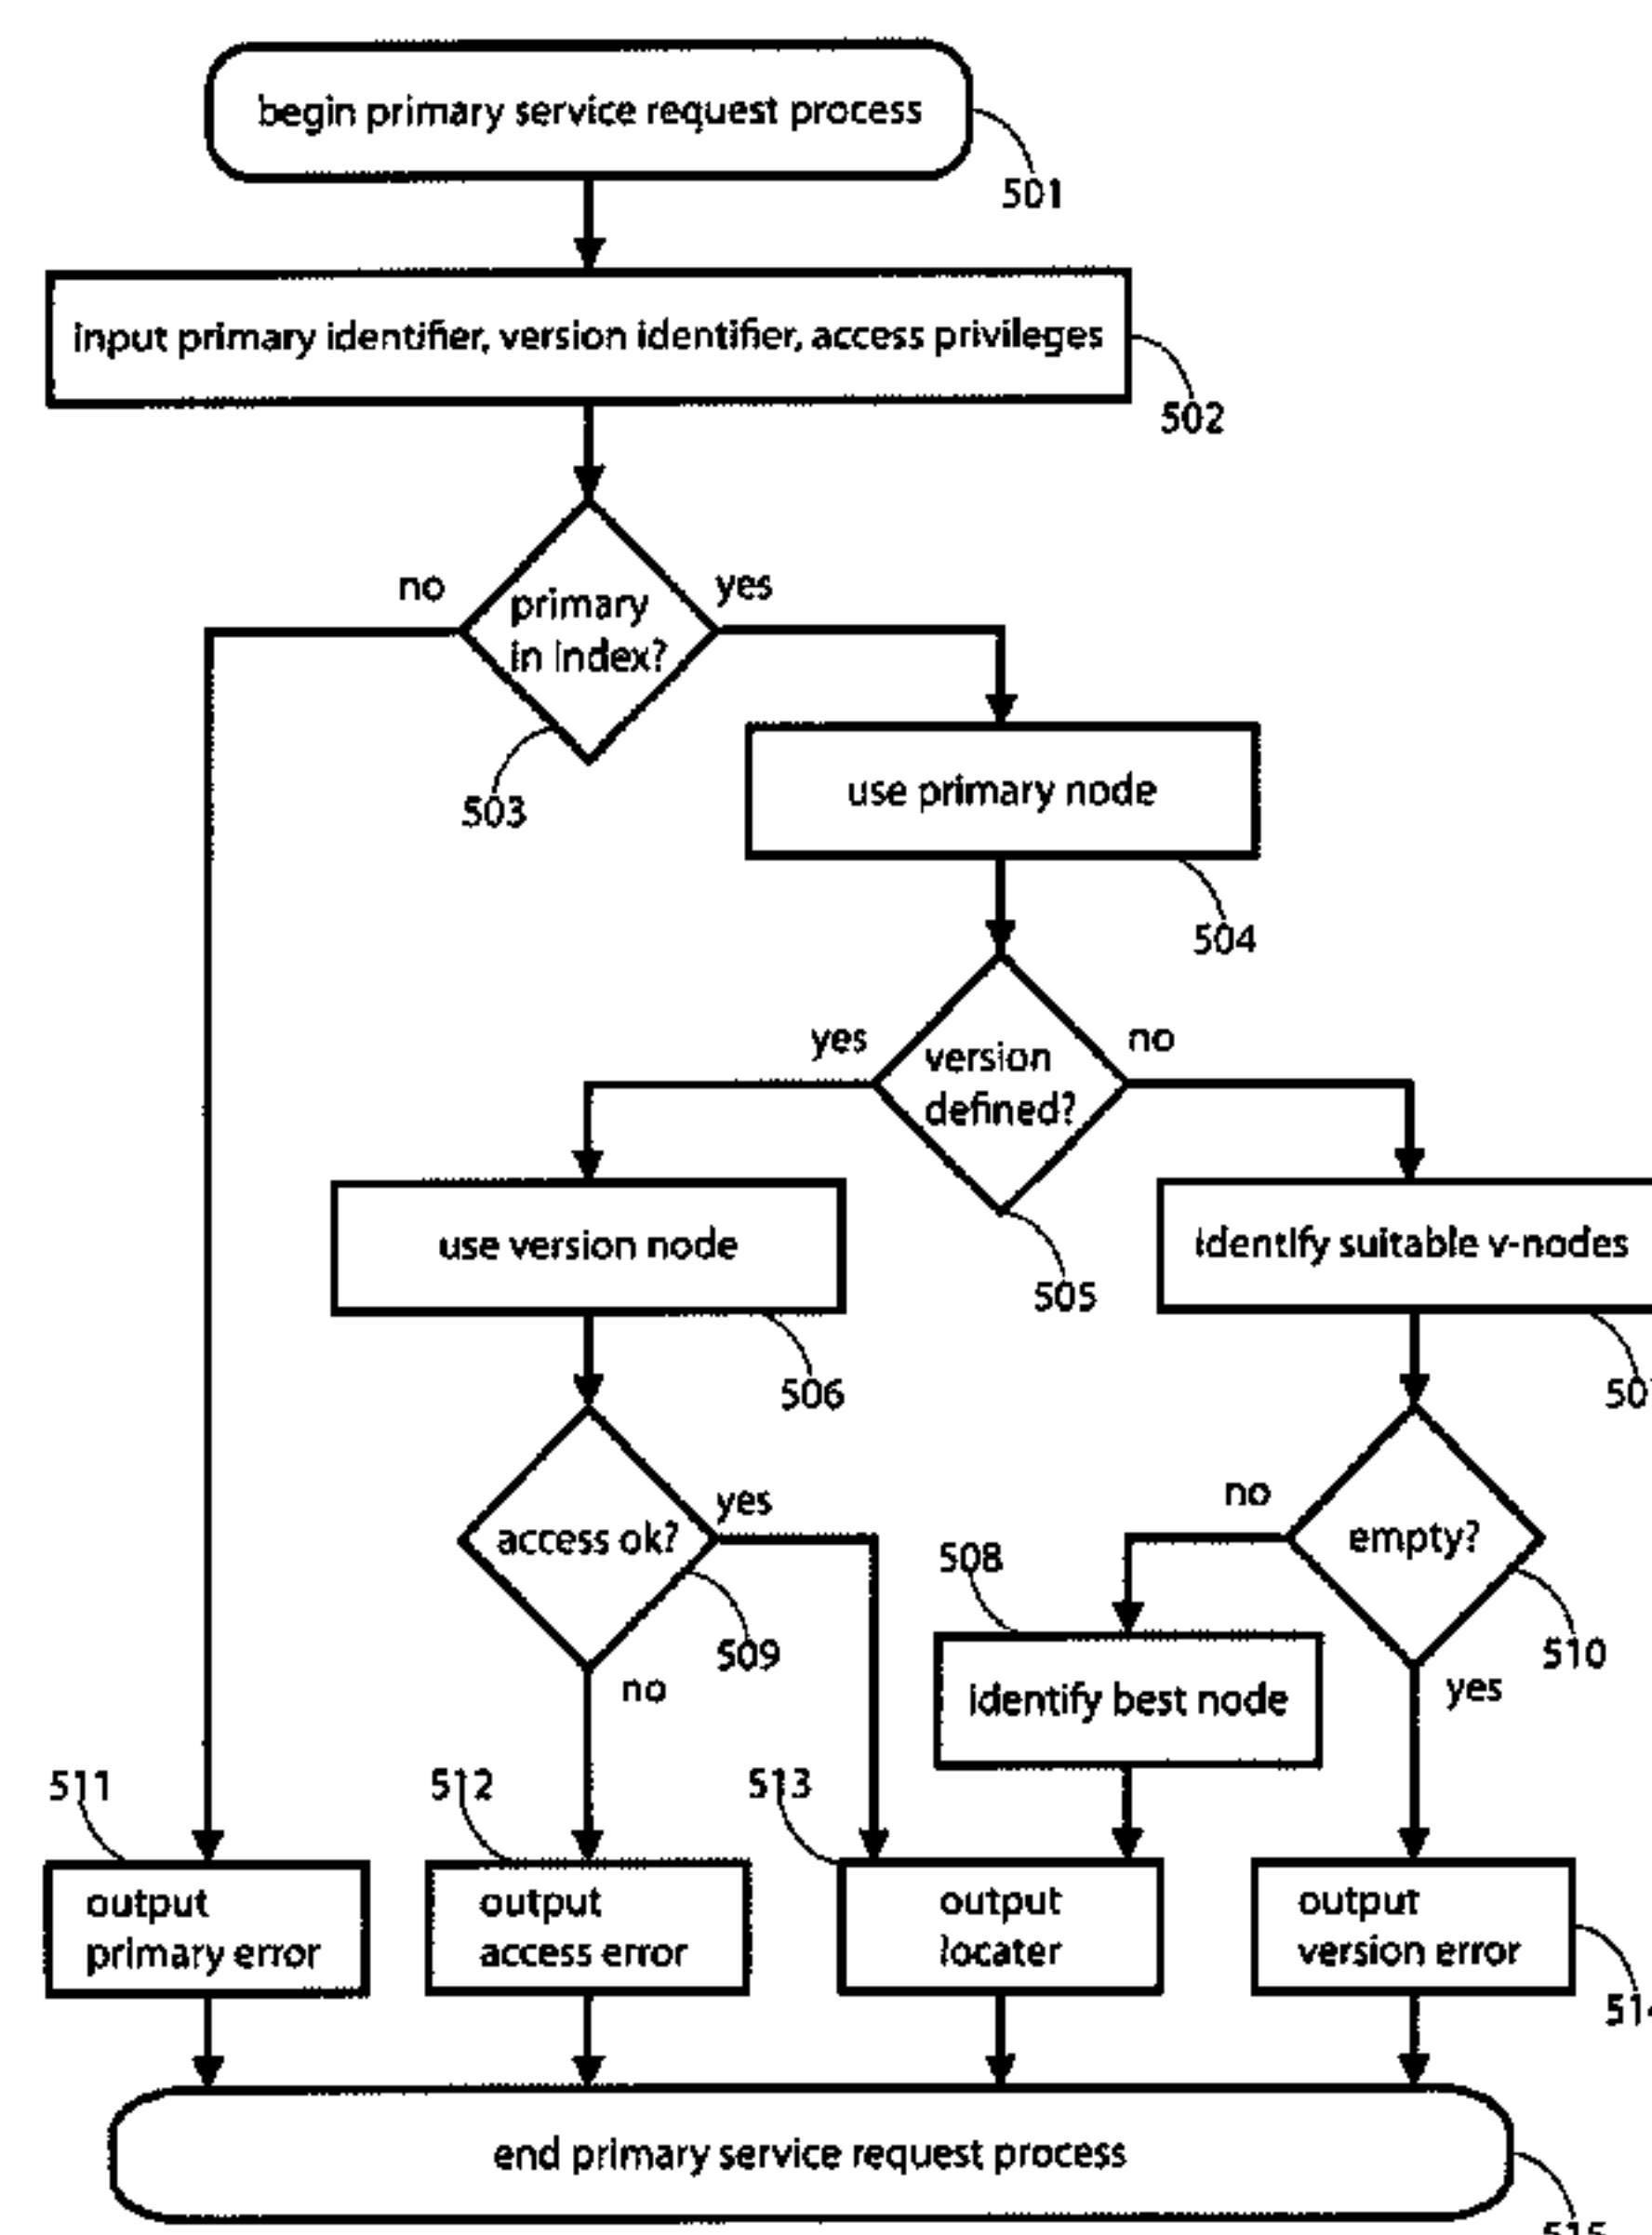 begin primary service request process
501
input primary identifier, version identifier, access privileges
502
no
yes
primary
in index?
503
use primary node
504
yes
no
version
defined?
505
use version node
identify suitable v-nodes
506
yes
no
access ok?
empty?
508
509
510
no
identify best node
yes
511
512
513
output
primary error
output
access error
output
locater
output
version error
end primary service request process